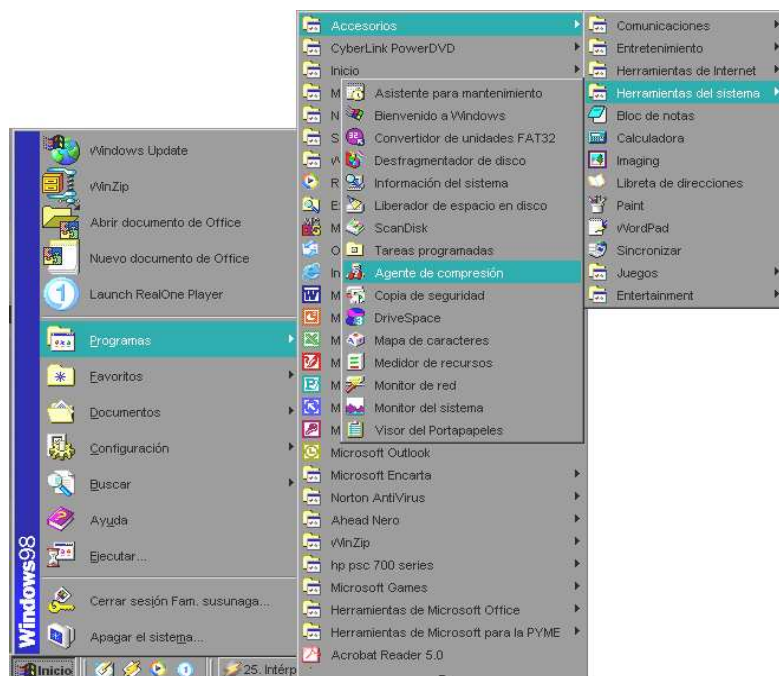 Windows98
Windows Update
WinZip
Abrir documento de Office
Nuevo documento de Office
Launch RealOne Player
Programas
Favoritos
Documentos
Configuración
Buscar
Ayuda
Ejecutar...
Cerrar sesión Fam. susunaga...
Apagar el sistema...
Inicio
25. Intérp
Accesorios
CyberLink PowerDVD
Inicio
M
N
S
W
R
E
M
O
In
M
M
M
M
M
M
M
Microsoft Outlook
Microsoft Encarta
Norton AntiVirus
Ahead Nero
WinZip
hp psc 700 series
Microsoft Games
Herramientas de Microsoft Office
Herramientas de Microsoft para la PYME
Acrobat Reader 5.0
Asistente para mantenimiento
Bienvenido a Windows
Convertidor de unidades FAT32
Desfragmentador de disco
Información del sistema
Liberador de espacio en disco
ScanDisk
Tareas programadas
Agente de compresión
Copia de seguridad
DriveSpace
Mapa de caracteres
Medidor de recursos
Monitor de red
Monitor del sistema
Visor del Portapapeles
Comunicaciones
Entretenimiento
Herramientas de Internet
Herramientas del sistema
Bloc de notas
Calculadora
Imaging
Libreta de direcciones
Paint
WordPad
Sincronizar
Juegos
Entertainment